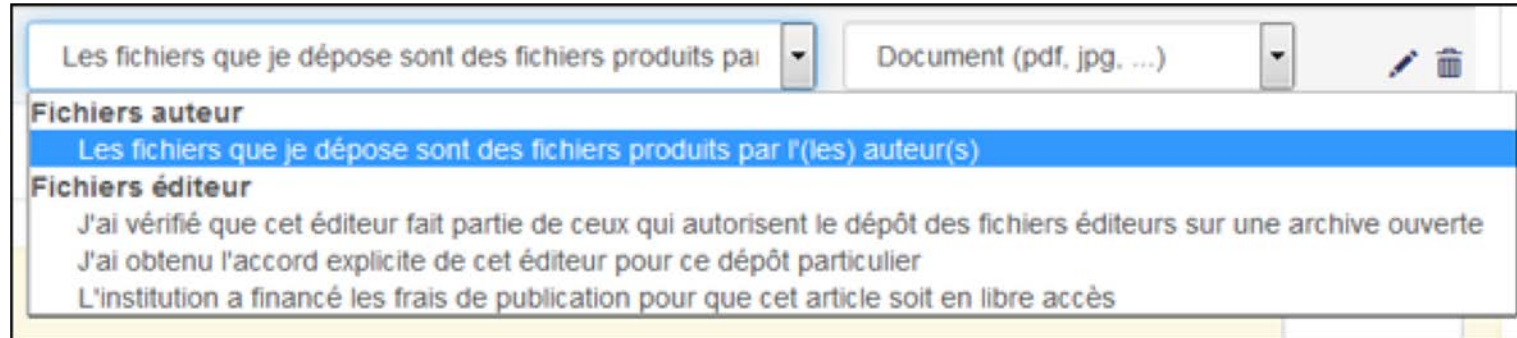 Les fichiers que je dépose sont des fichiers produits pa Document (pdf, jpg, ...)
Fichiers auteur
Les fichiers que je dépose sont des fichiers produits par l'(les) auteur(s)
Fichiers éditeur
J'ai vérifié que cet éditeur fait partie de ceux qui autorisent le dépôt des fichiers éditeurs sur une archive ouverte
J'ai obtenu l'accord explicite de cet éditeur pour ce dépôt particulier
L'institution a financé les frais de publication pour que cet article soit en libre accès